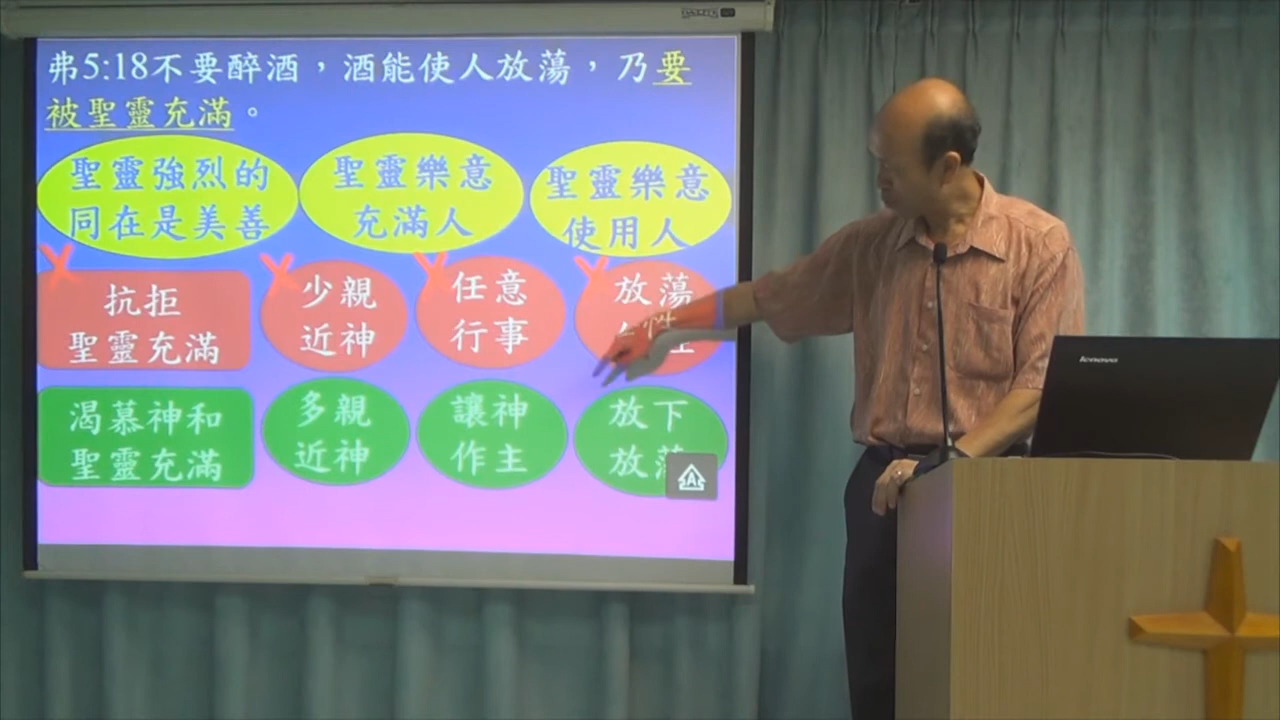 弗5:18不要醉酒，酒能使人放蕩，乃要
被聖靈充滿。
聖靈強烈的
同在是美善
聖靈樂意
充滿人
聖靈樂意
使用人
抗拒
聖靈充滿
少親
近神
任意
行事
放蕩
性
渴慕神和
聖靈充滿
多親
近神
讓神
作主
放下
放蕩
A
lenovo